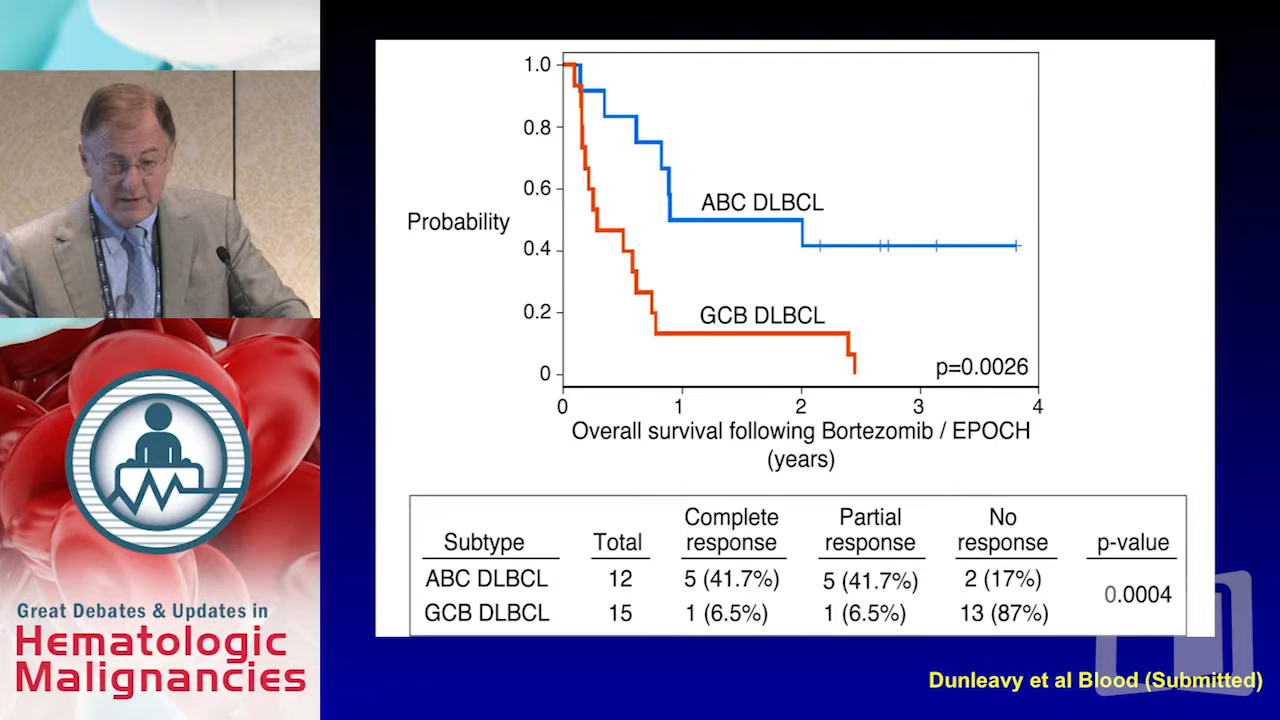 1.0
0.8
0.6
0.4
0.2
0
Probability
ABC DLBCL
GCB DLBCL
p=0.0026
0 1 2 3 4
Overall survival following Bortezomib / EPOCH
(years)
Subtype Total Complete response Partial response No response p-value
ABC DLBCL 12 5 (41.7%) 5 (41.7%) 2 (17%) 0.0004
GCB DLBCL 15 1 (6.5%) 1 (6.5%) 13 (87%)
Dunleavy et al Blood (Submitted)
Great Debates & Updates in
Hematologic
Malignancies